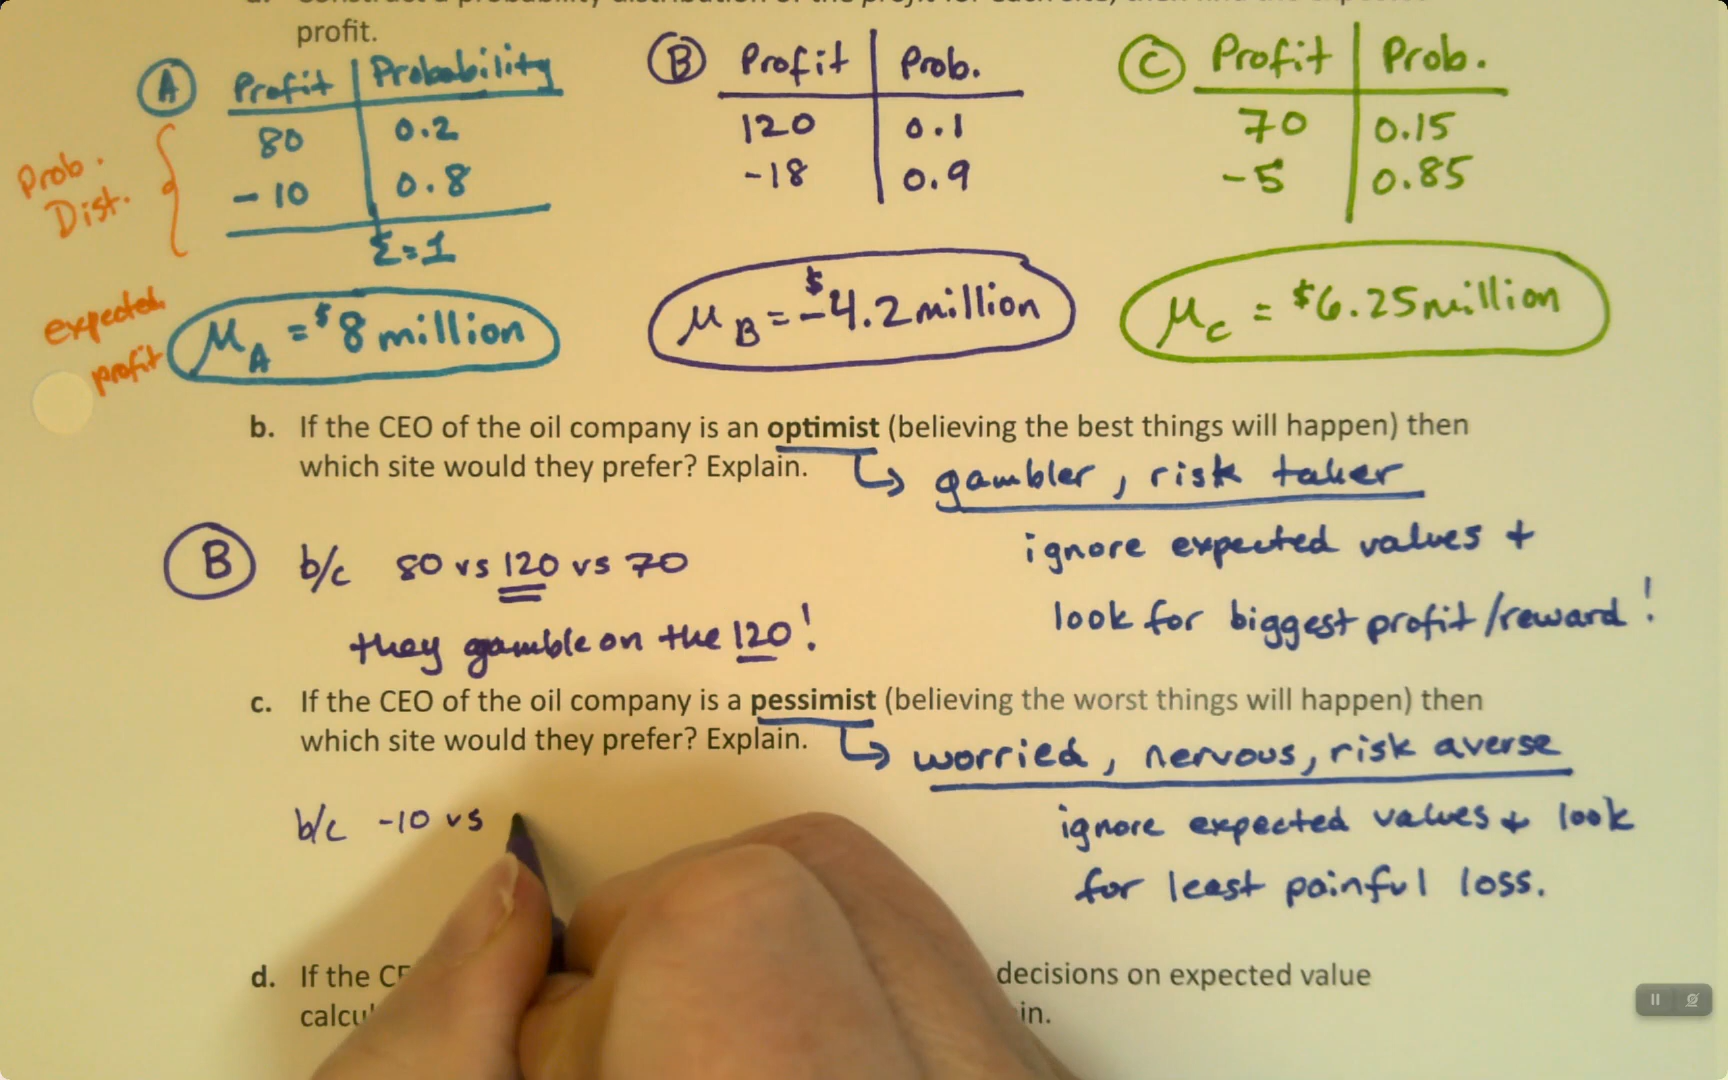 profit.
A Profit Probability
80 0.2
-10 0.8
Σ=1
Prob. Dist.
expected profit
μA = $8 million
B Profit Prob.
120 0.1
-18 0.9
μB = $-4.2 million
C Profit Prob.
70 0.15
-5 0.85
μC = $6.25 million
b. If the CEO of the oil company is an optimist (believing the best things will happen) then
which site would they prefer? Explain.
↳ gambler, risk taker
ignore expected values +
look for biggest profit/reward!
B b/c 80 vs 120 vs 70
they gamble on the 120!
c. If the CEO of the oil company is a pessimist (believing the worst things will happen) then
which site would they prefer? Explain.
↳ worried, nervous, risk averse
ignore expected values + look
for least painful loss.
b/c -10 vs
d. If the decisions on expected value